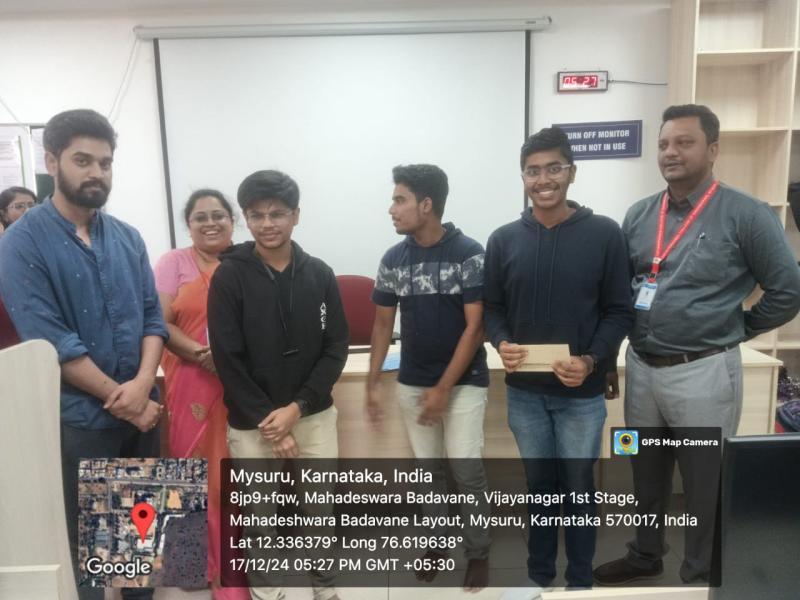 05:27
TURN OFF MONITOR
WHEN NOT IN USE
GPS Map Camera
Mysuru, Karnataka, India
8jp9+fqw, Mahadeswara Badavane, Vijayanagar 1st Stage,
Mahadeshwara Badavane Layout, Mysuru, Karnataka 570017, India
Lat 12.336379° Long 76.619638°
17/12/24 05:27 PM GMT +05:30
Google